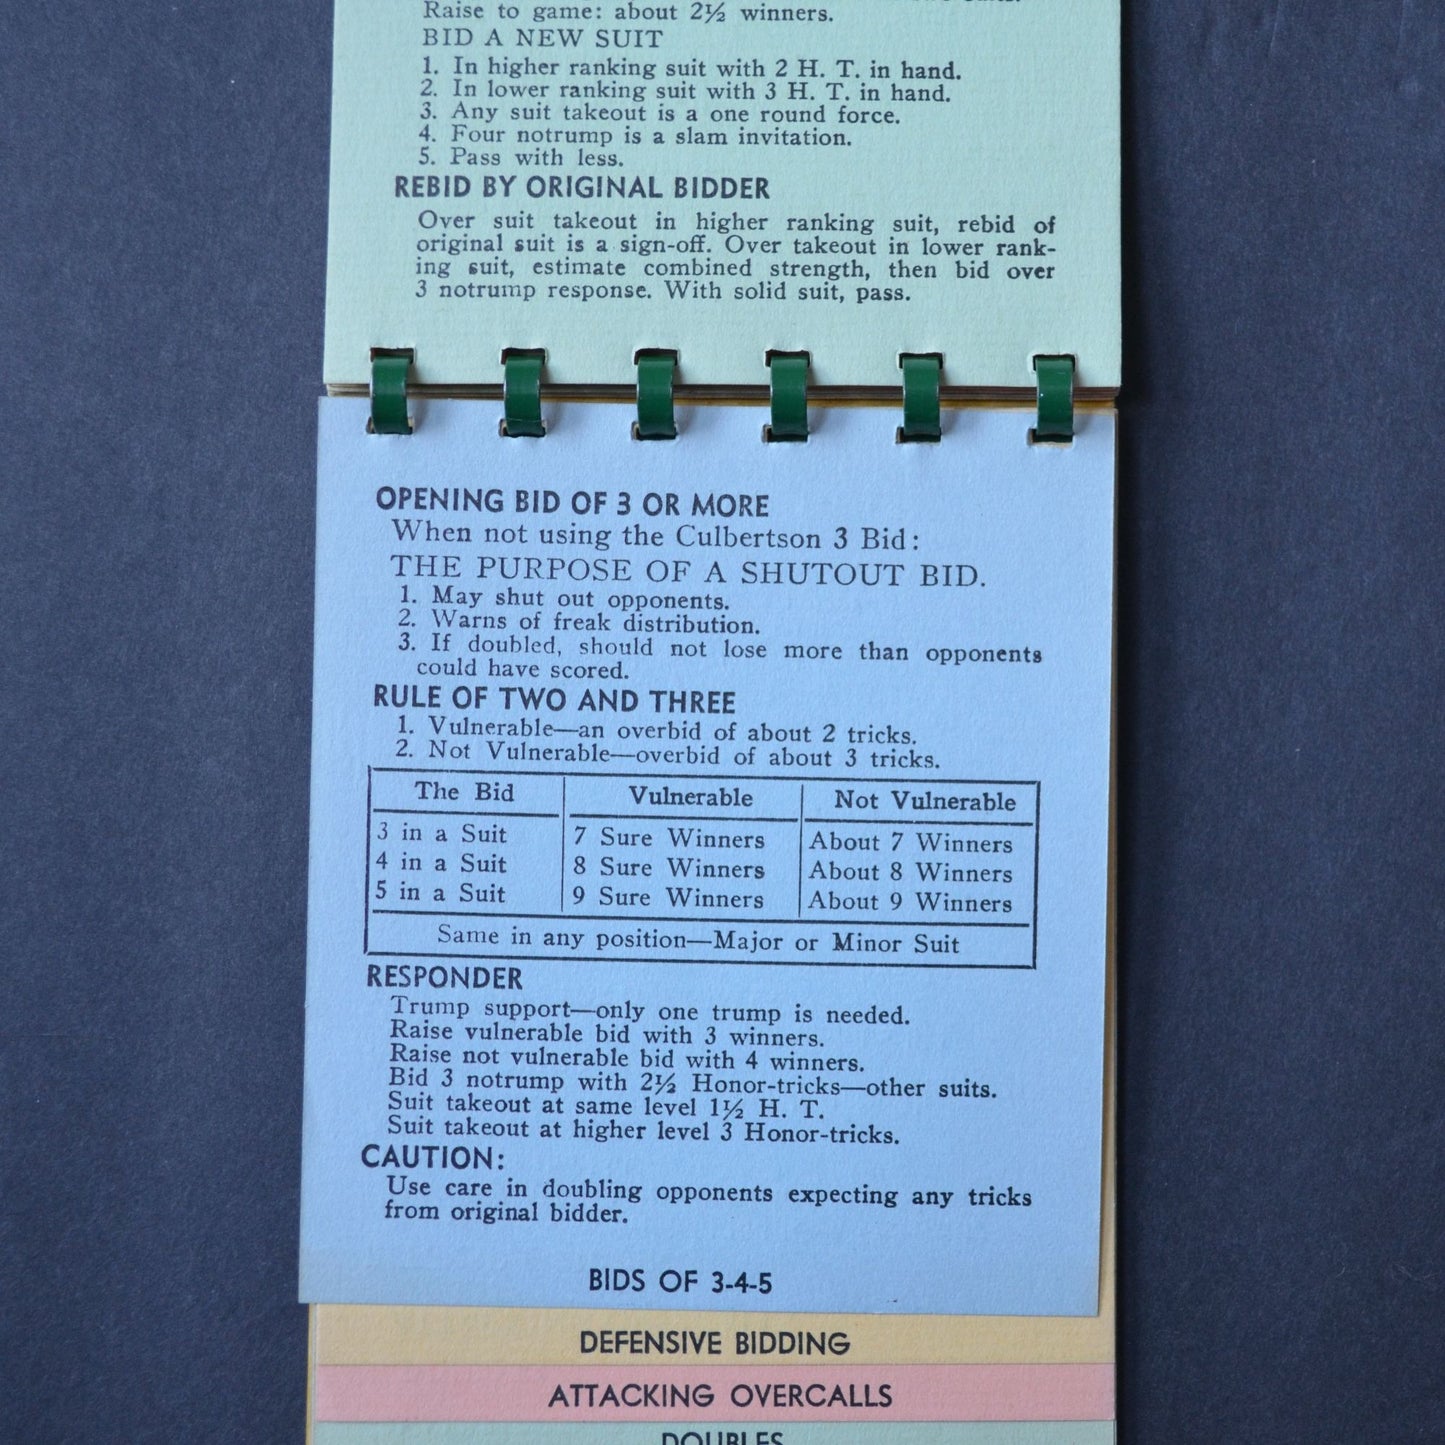 Raise to game: about 2½ winners.
BID A NEW SUIT
1. In higher ranking suit with 2 H. T. in hand.
2. In lower ranking suit with 3 H. T. in hand.
3. Any suit takeout is a one round force.
4. Four notrump is a slam invitation.
5. Pass with less.
REBID BY ORIGINAL BIDDER
Over suit takeout in higher ranking suit, rebid of
original suit is a sign-off. Over takeout in lower rank-
ing suit, estimate combined strength, then bid over
3 notrump response. With solid suit, pass.
OPENING BID OF 3 OR MORE
When not using the Culbertson 3 Bid:
THE PURPOSE OF A SHUTOUT BID.
1. May shut out opponents.
2. Warns of freak distribution.
3. If doubled, should not lose more than opponents
could have scored.
RULE OF TWO AND THREE
1. Vulnerable—an overbid of about 2 tricks.
2. Not Vulnerable—overbid of about 3 tricks.
The Bid Vulnerable Not Vulnerable
3 in a Suit 7 Sure Winners About 7 Winners
4 in a Suit 8 Sure Winners About 8 Winners
5 in a Suit 9 Sure Winners About 9 Winners
Same in any position—Major or Minor Suit
RESPONDER
Trump support—only one trump is needed.
Raise vulnerable bid with 3 winners.
Raise not vulnerable bid with 4 winners.
Bid 3 notrump with 2½ Honor-tricks—other suits.
Suit takeout at same level 1½ H. T.
Suit takeout at higher level 3 Honor-tricks.
CAUTION:
Use care in doubling opponents expecting any tricks
from original bidder.
BIDS OF 3-4-5
DEFENSIVE BIDDING
ATTACKING OVERCALLS
DOUBLES